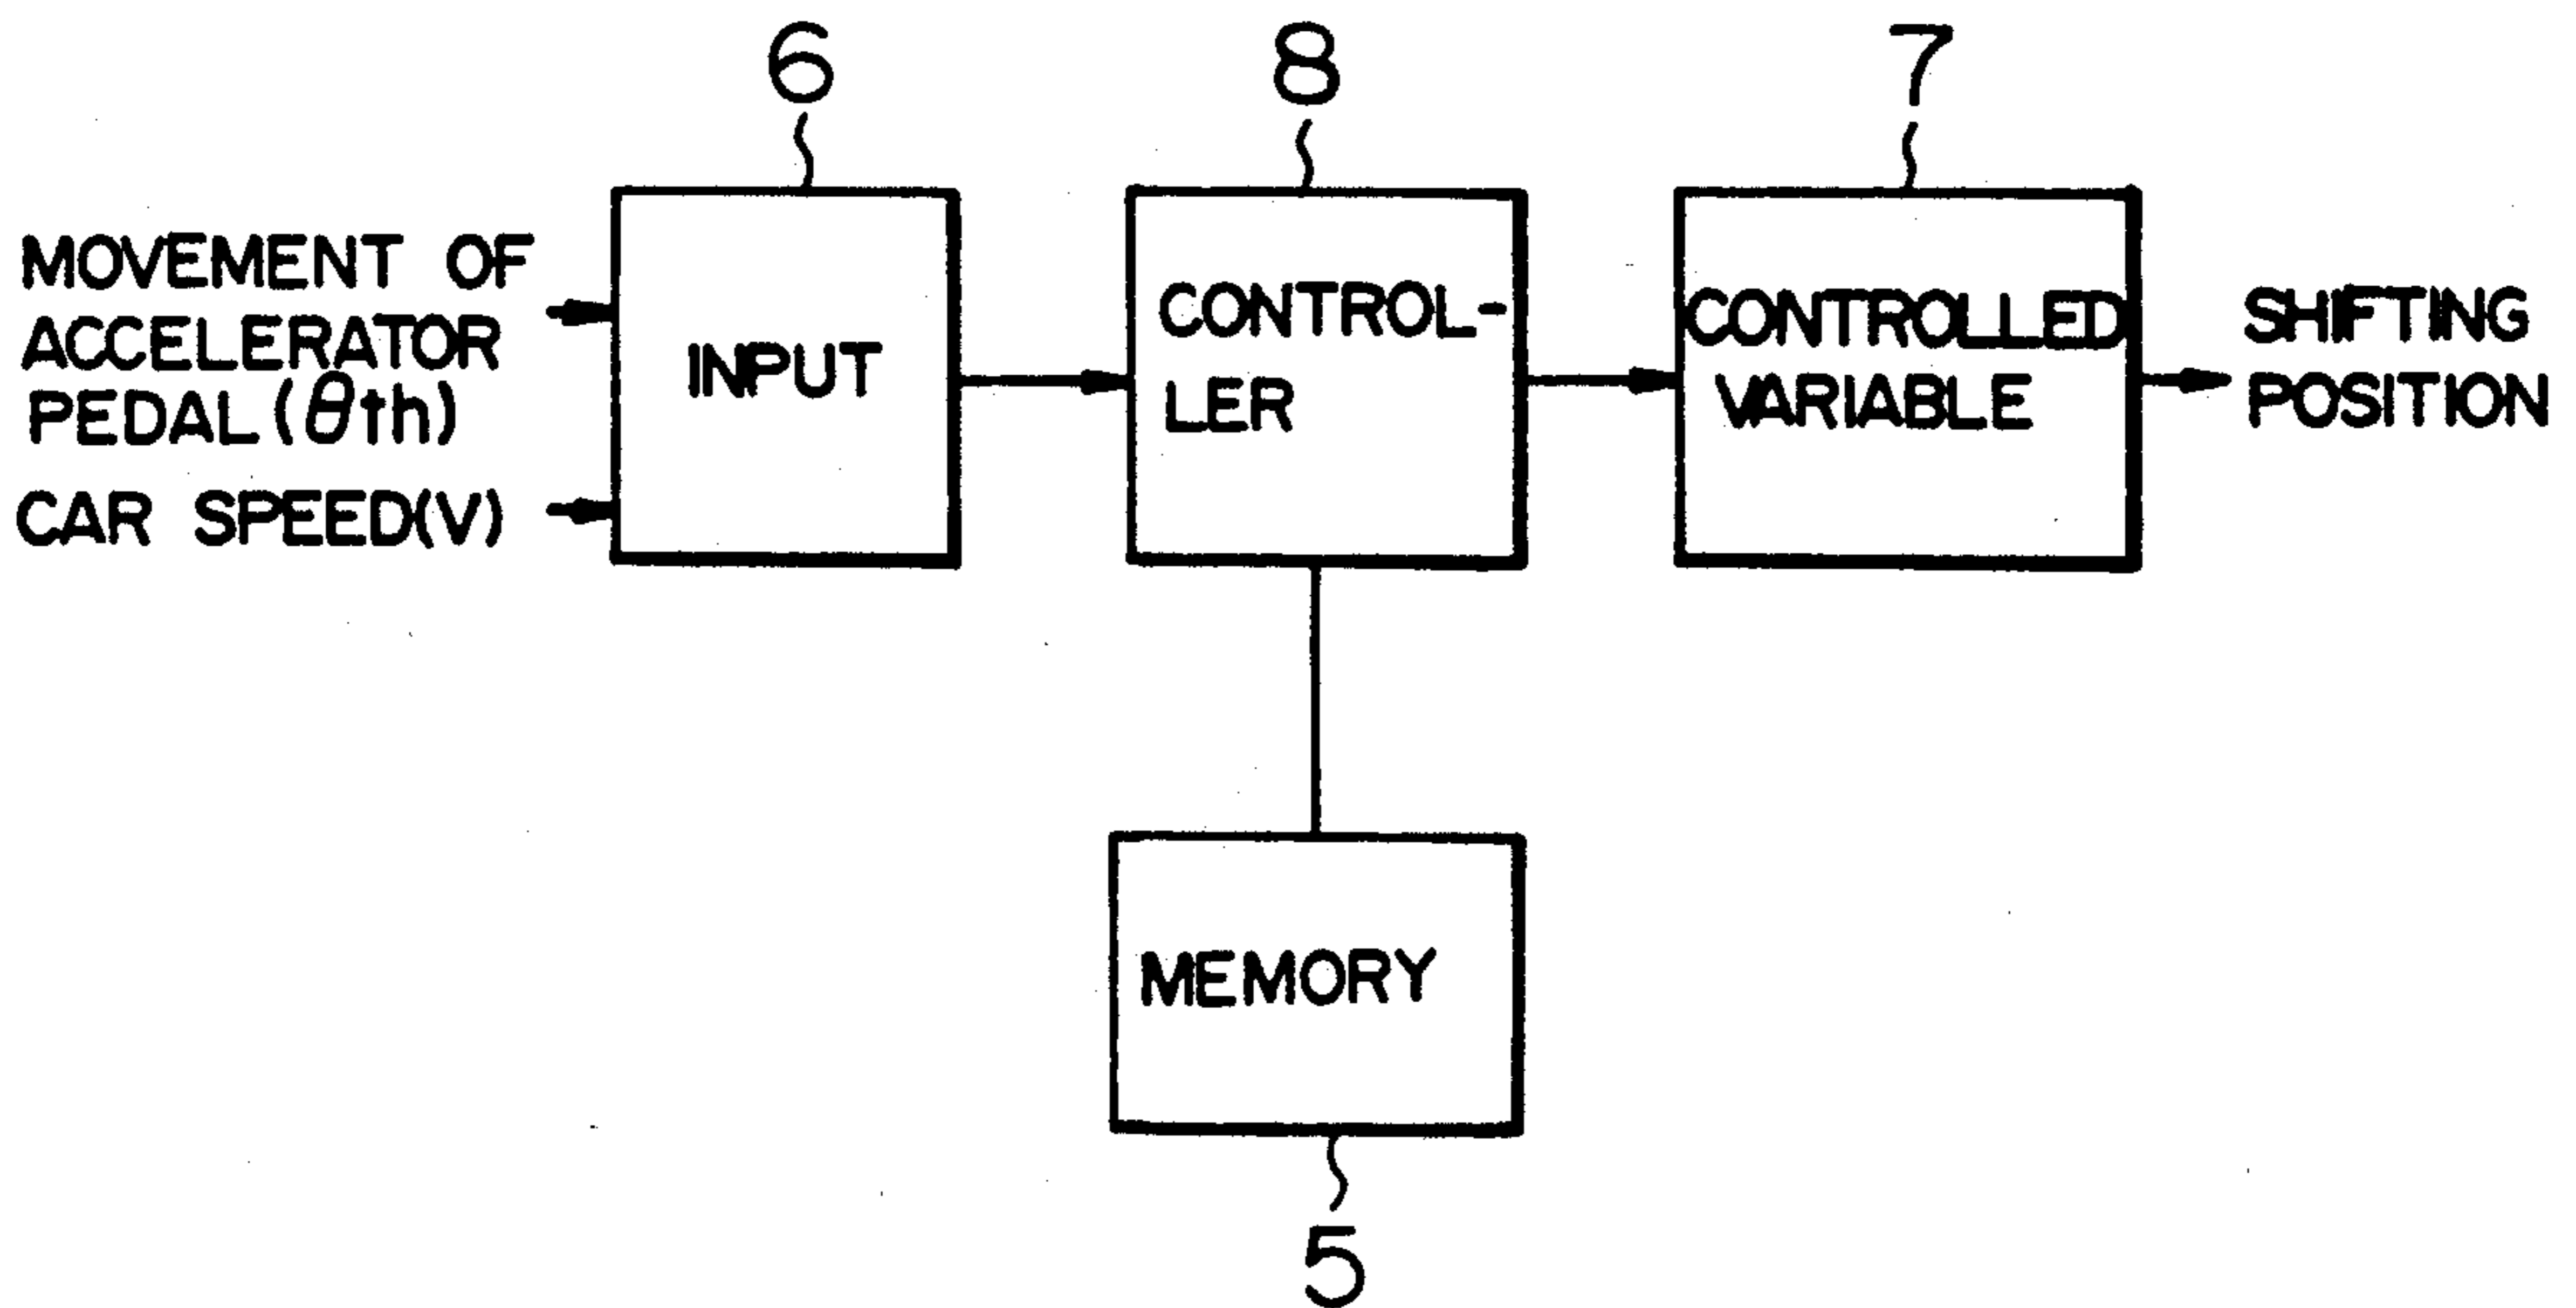 6
8
7
MOVEMENT OF
ACCELERATOR
PEDAL (θth)
CAR SPEED(V)
INPUT
CONTROL-
LER
CONTROLLED
VARIABLE
SHIFTING
POSITION
MEMORY
5